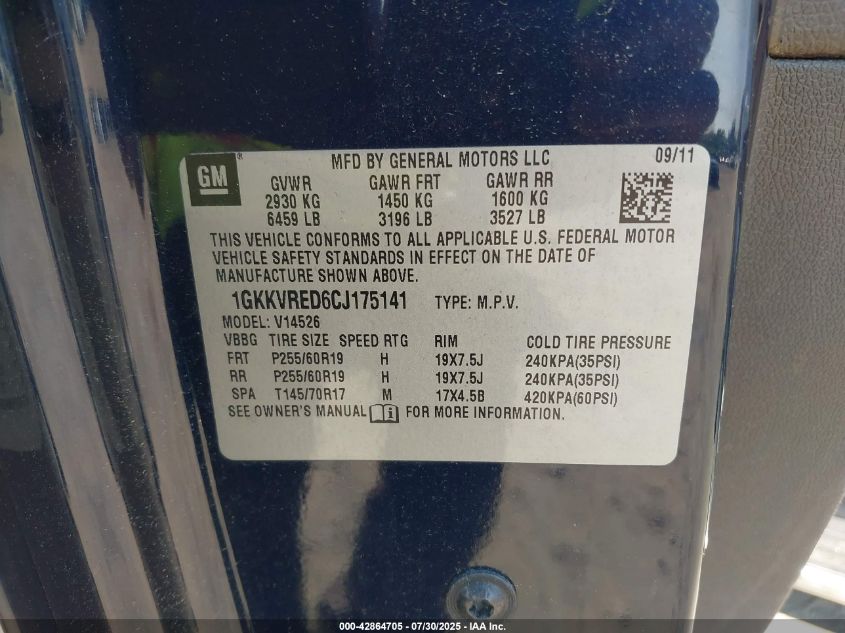 GM
MFD BY GENERAL MOTORS LLC 09/11
GVWR GAWR FRT GAWR RR
2930 KG 1450 KG 1600 KG
6459 LB 3196 LB 3527 LB
THIS VEHICLE CONFORMS TO ALL APPLICABLE U.S. FEDERAL MOTOR
VEHICLE SAFETY STANDARDS IN EFFECT ON THE DATE OF
MANUFACTURE SHOWN ABOVE.
1GKKVRED6CJ175141 TYPE: M.P.V.
MODEL: V14526
VBBG TIRE SIZE SPEED RTG RIM COLD TIRE PRESSURE
FRT P255/60R19 H 19X7.5J 240KPA(35PSI)
RR P255/60R19 H 19X7.5J 240KPA(35PSI)
SPA T145/70R17 M 17X4.5B 420KPA(60PSI)
SEE OWNER'S MANUAL i FOR MORE INFORMATION.
000-42864705 - 07/30/2025 - IAA Inc.